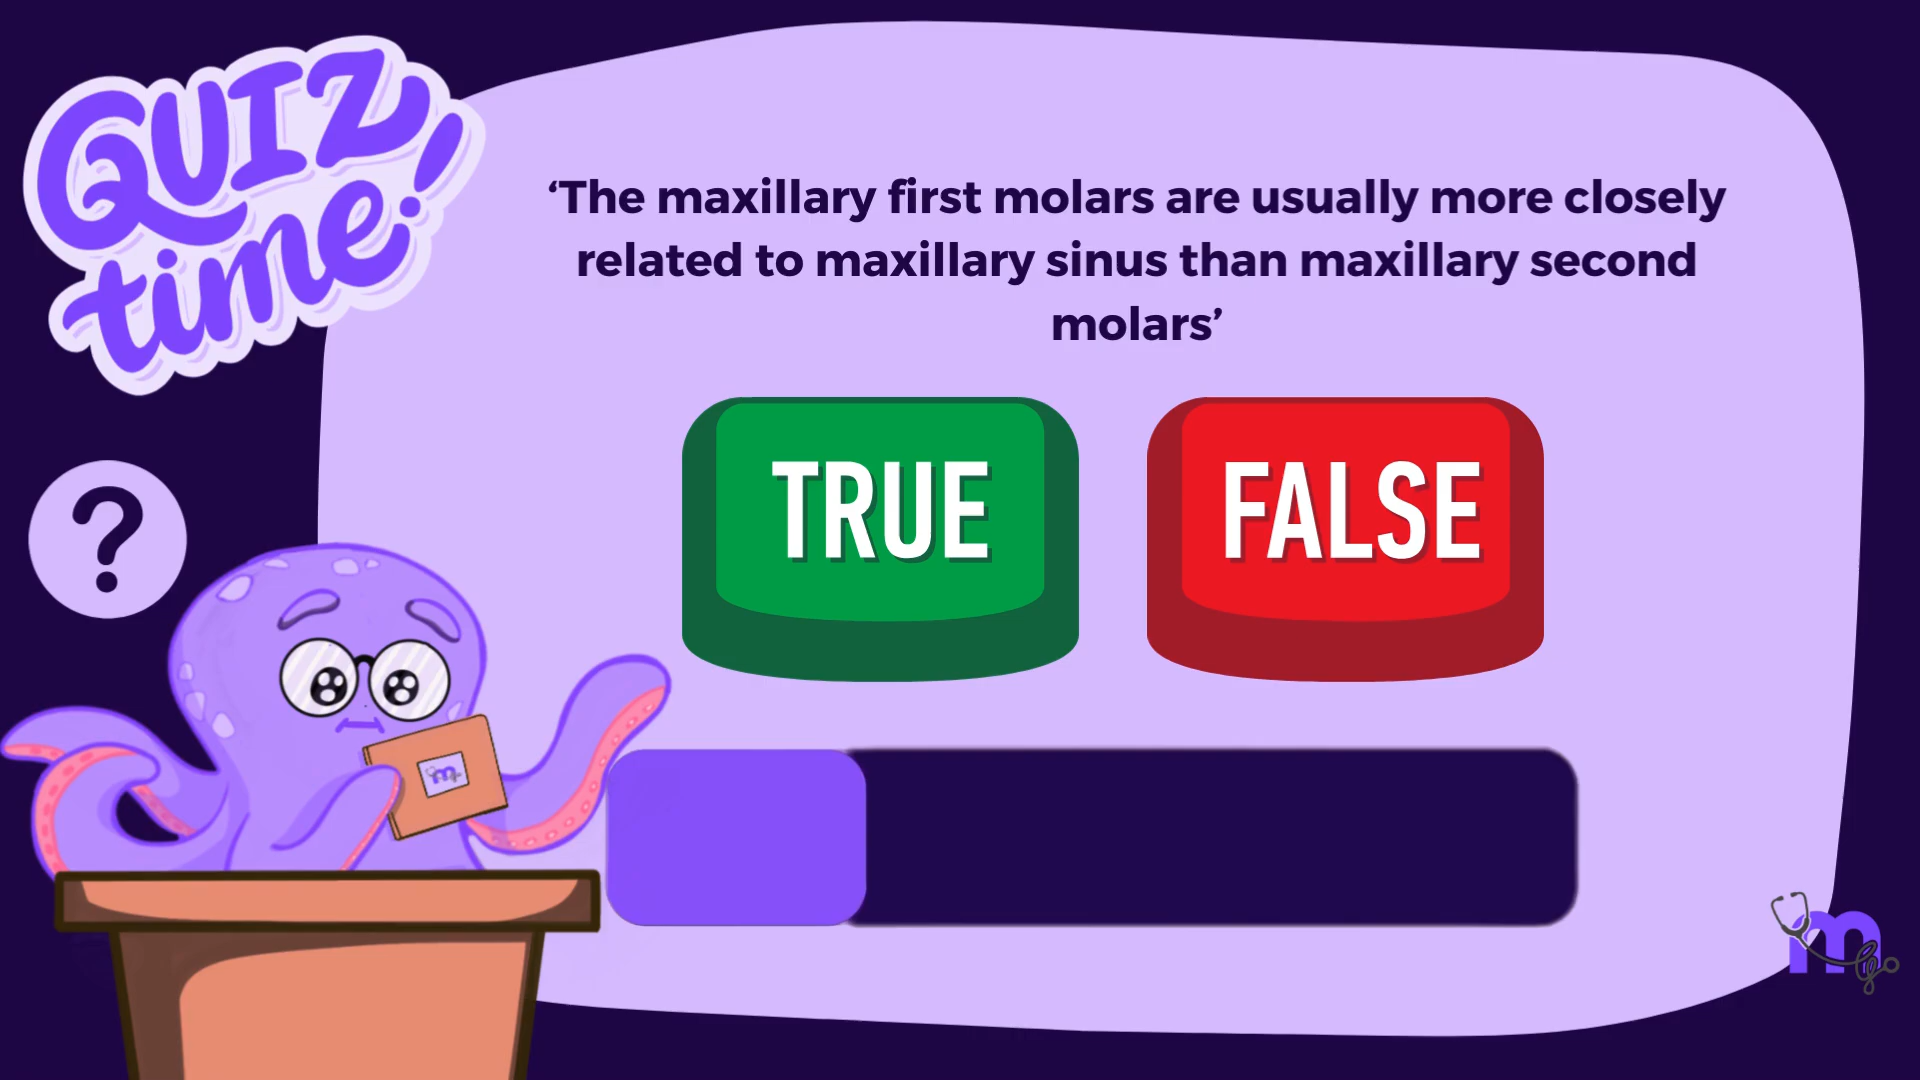 QUIZ
time!
‘The maxillary first molars are usually more closely
related to maxillary sinus than maxillary second
molars’
TRUE
FALSE
?
m
mgo